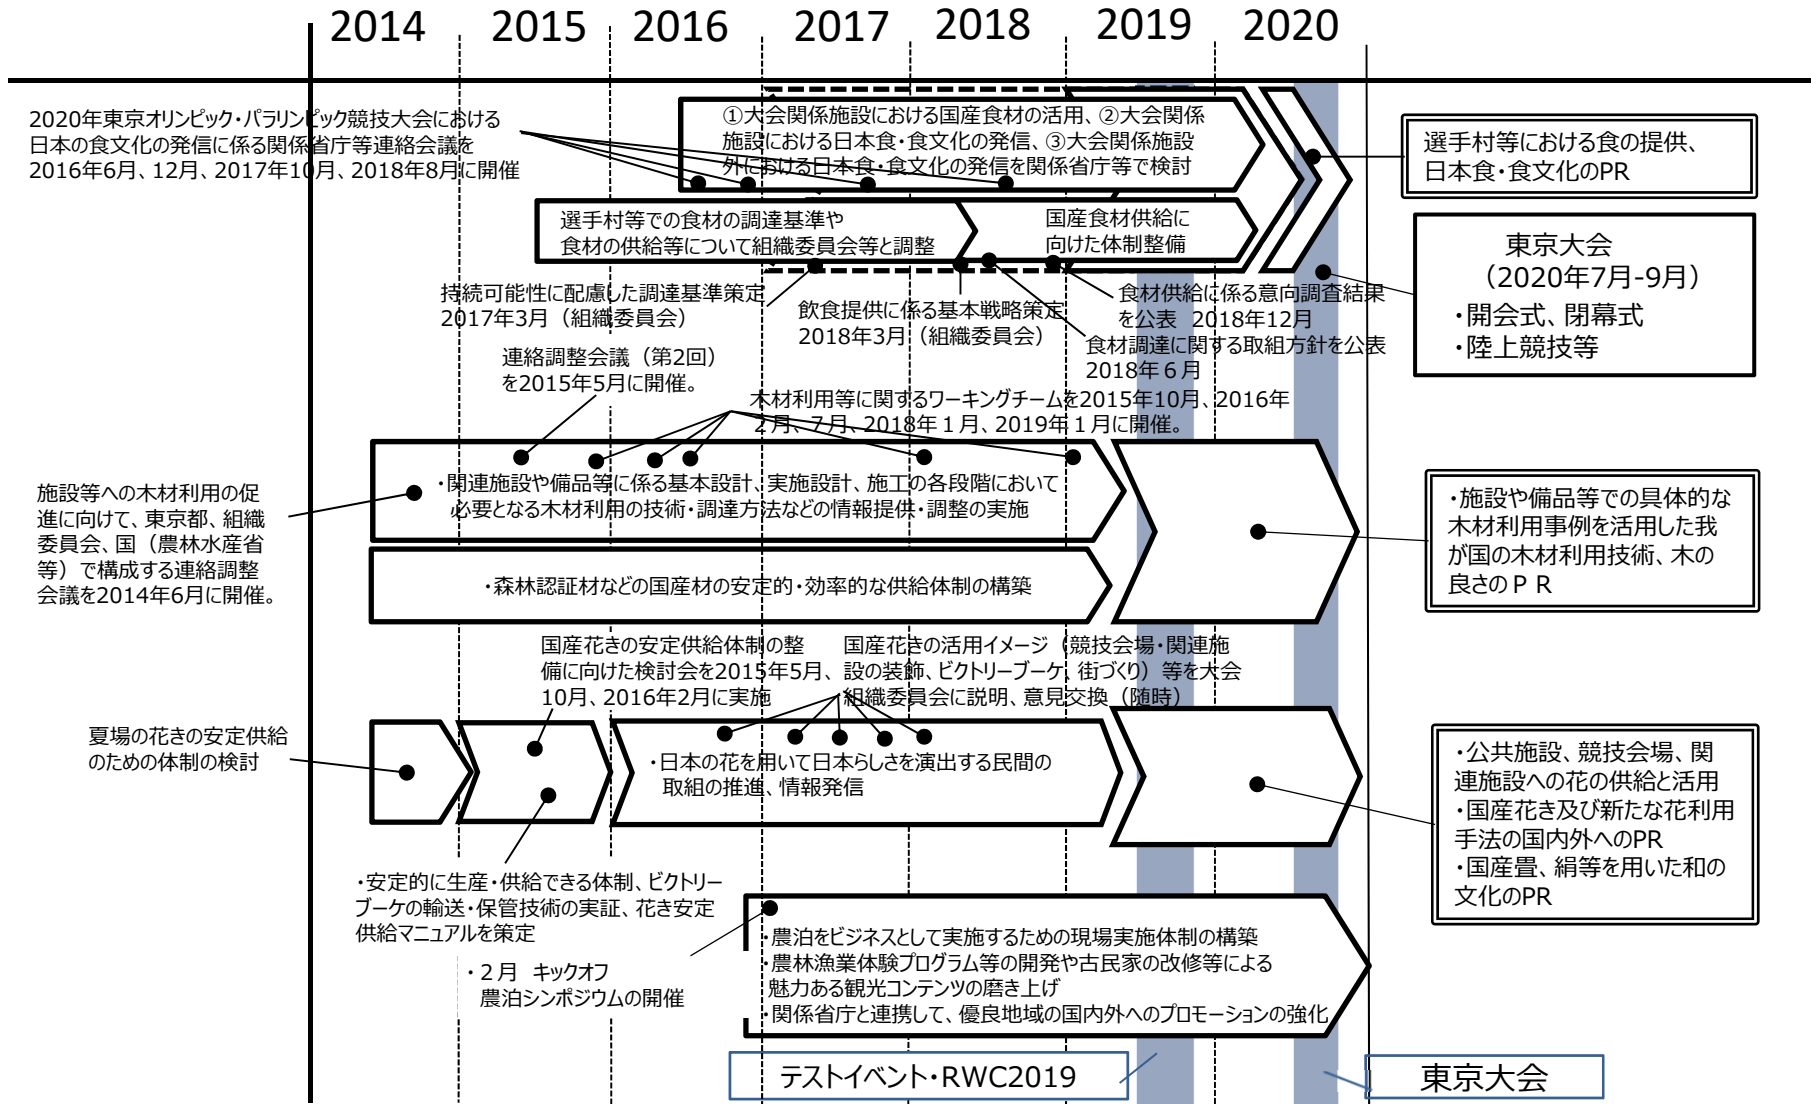 2014 2015 2016 2017 2018 2019 2020
2020年東京オリンピック・パラリンピック競技大会における
日本の食文化の発信に係る関係省庁等連絡会議を
2016年6月、12月、2017年10月、2018年8月に開催
①大会関係施設における国産食材の活用、②大会関係
施設における日本食・食文化の発信、③大会関係施設
外における日本食・食文化の発信を関係省庁等で検討
選手村等における食の提供、
日本食・食文化のPR
選手村等での食材の調達基準や
食材の供給等について組織委員会等と調整
国産食材供給に
向けた体制整備
東京大会
（2020年7月-9月）
・開会式、閉幕式
・陸上競技等
持続可能性に配慮した調達基準策定
2017年3月（組織委員会）
飲食提供に係る基本戦略策定
2018年3月（組織委員会）
食材供給に係る意向調査結果
を公表　2018年12月
食材調達に関する取組方針を公表
2018年６月
連絡調整会議（第2回）
を2015年5月に開催。
木材利用等に関するワーキングチームを2015年10月、2016年
２月、７月、2018年１月、2019年１月に開催。
施設等への木材利用の促
進に向けて、東京都、組織
委員会、国（農林水産省
等）で構成する連絡調整
会議を2014年6月に開催。
・関連施設や備品等に係る基本設計、実施設計、施工の各段階において
必要となる木材利用の技術・調達方法などの情報提供・調整の実施
・森林認証材などの国産材の安定的・効率的な供給体制の構築
・施設や備品等での具体的な
木材利用事例を活用した我
が国の木材利用技術、木の
良さのＰＲ
国産花きの安定供給体制の整
備に向けた検討会を2015年5月、
10月、2016年2月に実施
国産花きの活用イメージ（競技会場・関連施
設の装飾、ビクトリーブーケ、街づくり）等を大会
組織委員会に説明、意見交換（随時）
夏場の花きの安定供給
のための体制の検討
・日本の花を用いて日本らしさを演出する民間の
取組の推進、情報発信
・公共施設、競技会場、関
連施設への花の供給と活用
・国産花き及び新たな花利用
手法の国内外へのPR
・国産畳、絹等を用いた和の
文化のPR
・安定的に生産・供給できる体制、ビクトリー
ブーケの輸送・保管技術の実証、花き安定
供給マニュアルを策定
・２月　キックオフ
農泊シンポジウムの開催
・農泊をビジネスとして実施するための現場実施体制の構築
・農林漁業体験プログラム等の開発や古民家の改修等による
魅力ある観光コンテンツの磨き上げ
・関係省庁と連携して、優良地域の国内外へのプロモーションの強化
テストイベント・RWC2019
東京大会